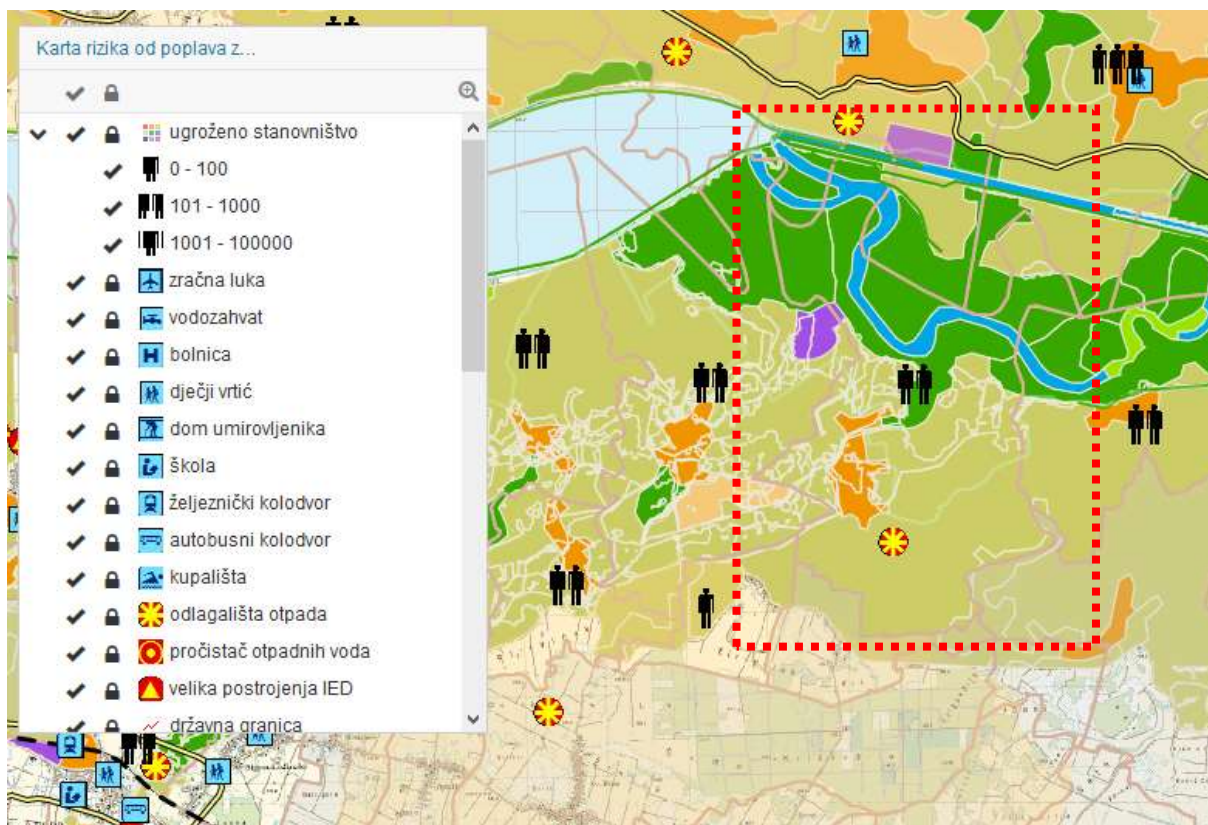 Karta rizika od poplava z...
ugroženo stanovništvo
0 - 100
101 - 1000
1001 - 100000
zračna luka
vodozahvat
bolnica
dječji vrtić
dom umirovljenika
škola
željeznički kolodvor
autobusni kolodvor
kupališta
odlagališta otpada
pročistač otpadnih voda
velika postrojenja IED
državna granica